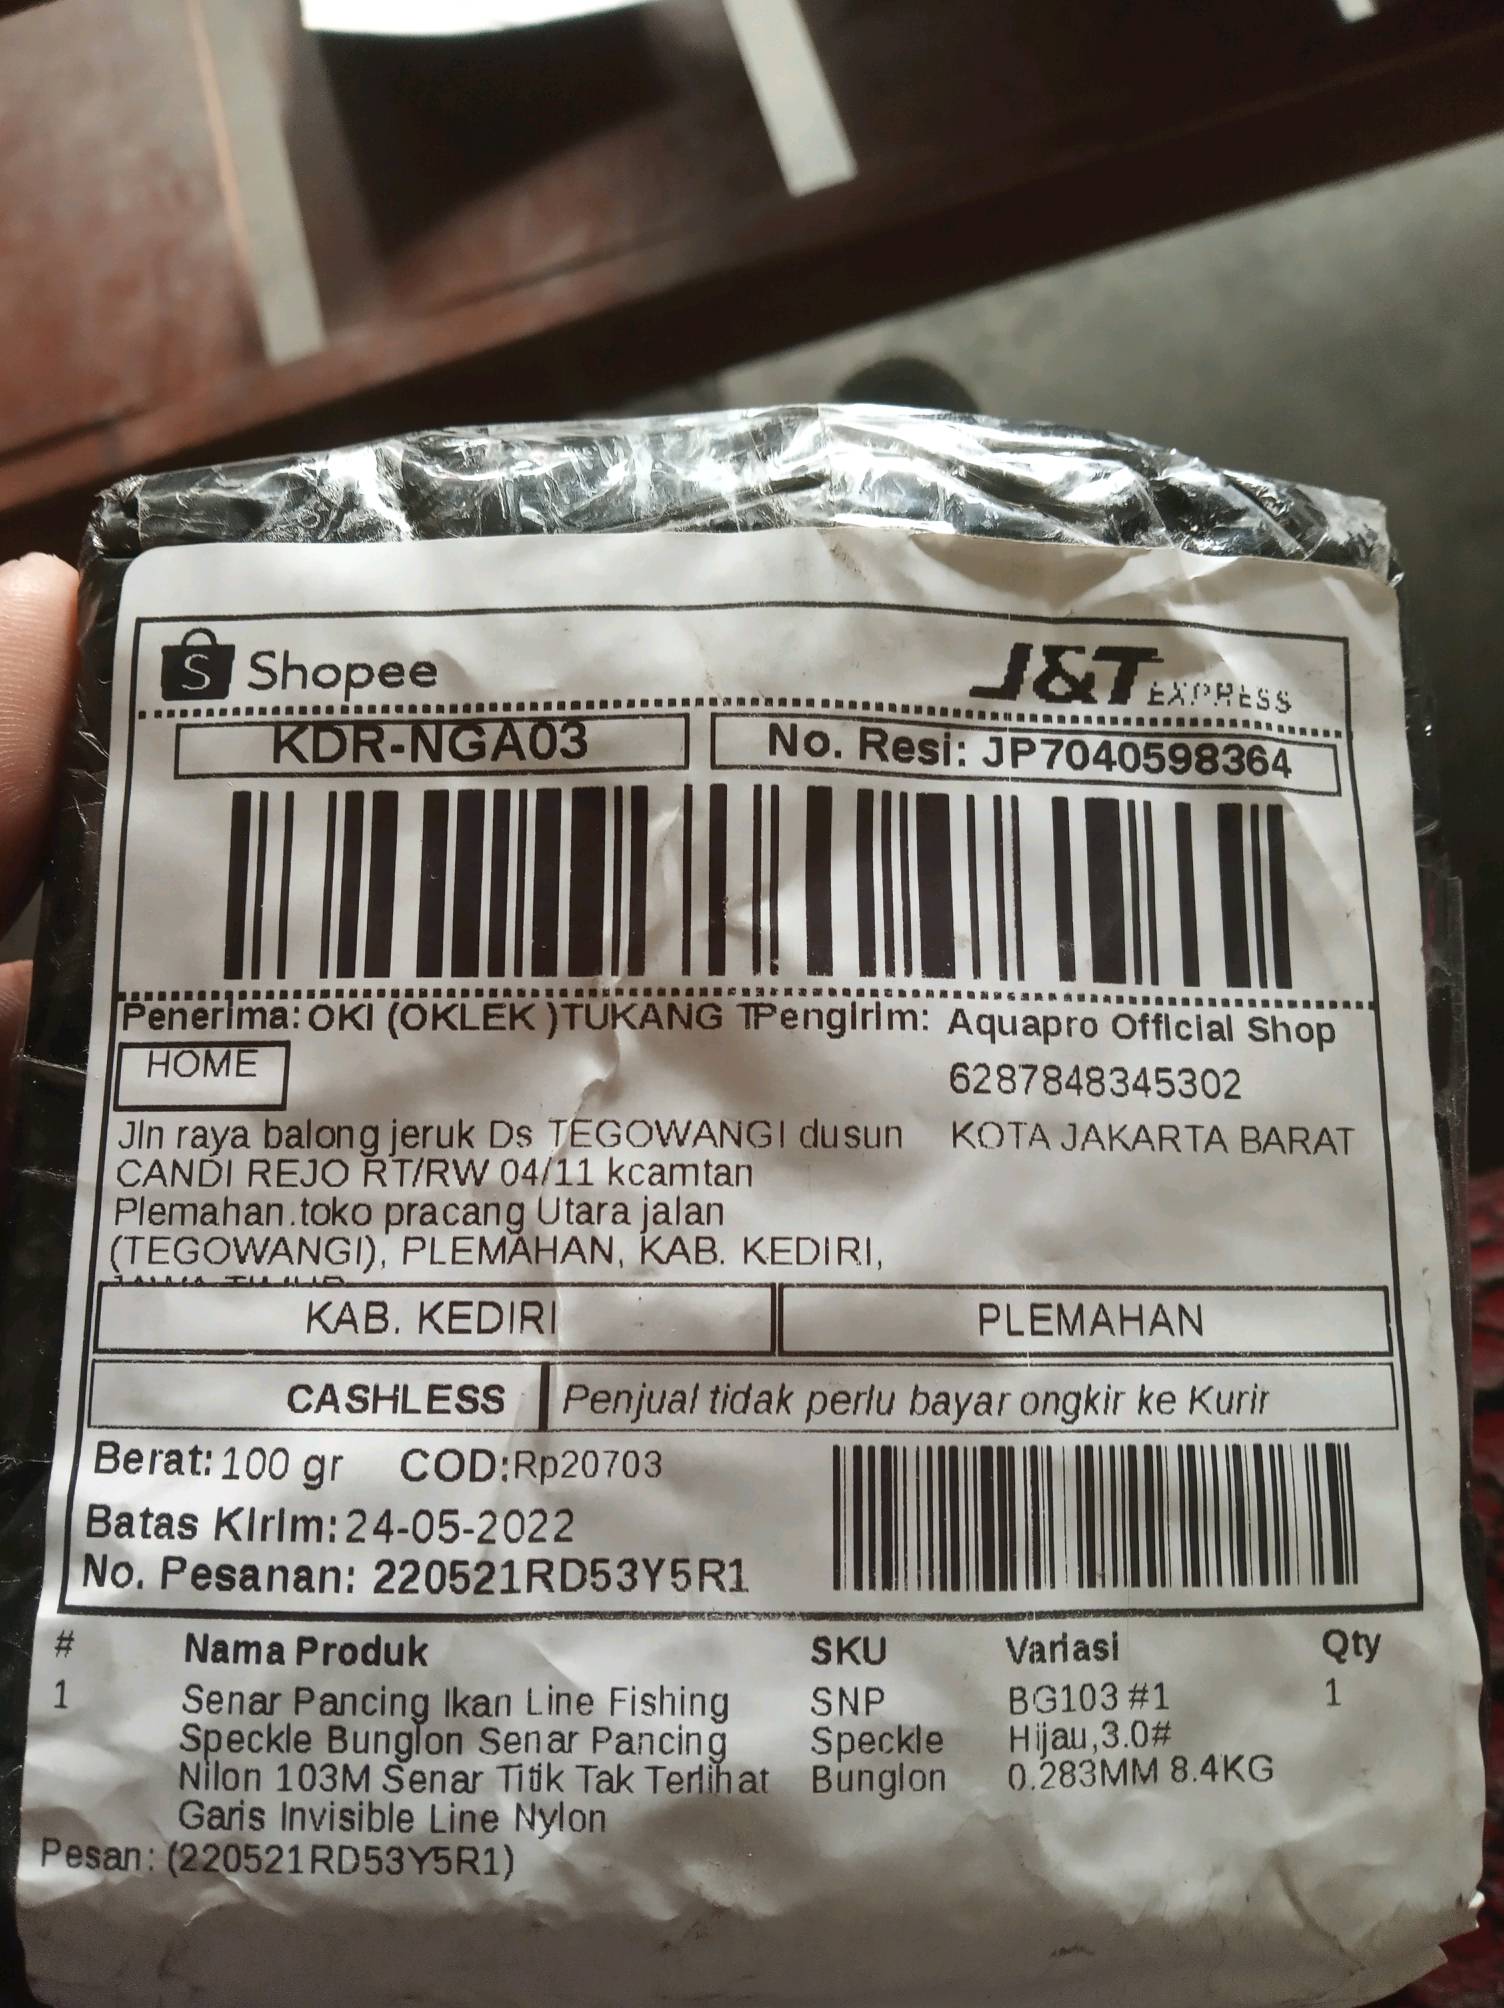 Shopee
J&T EXPRESS
KDR-NGA03
No. Resi: JP7040598364
Penerima: OKI (OKLEK )TUKANG T
Pengirim: Aquapro Official Shop
HOME
6287848345302
Jln raya balong jeruk Ds TEGOWANGI dusun
KOTA JAKARTA BARAT
CANDI REJO RT/RW 04/11 kcamtan
Plemahan.toko pracang Utara jalan
(TEGOWANGI), PLEMAHAN, KAB. KEDIRI,
KAB. KEDIRI
PLEMAHAN
CASHLESS
Penjual tidak perlu bayar ongkir ke Kurir
Berat: 100 gr COD:Rp20703
Batas Kirim: 24-05-2022
No. Pesanan: 220521RD53Y5R1
# Nama Produk SKU Variasi Qty
1 Senar Pancing Ikan Line Fishing SNP BG103 #1 1
Speckle Bunglon Senar Pancing Speckle Hijau,3.0#
Nilon 103M Senar Titik Tak Terlihat Bunglon 0.283MM 8.4KG
Garis Invisible Line Nylon
Pesan: (220521RD53Y5R1)